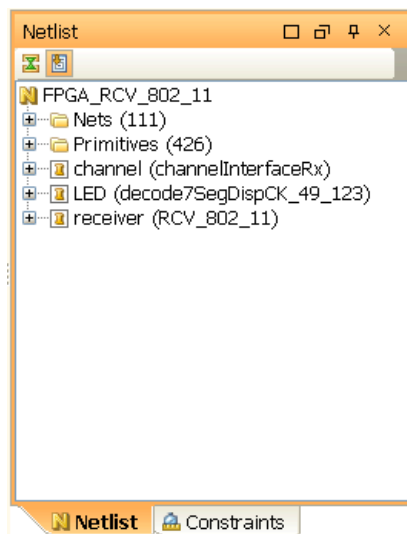 Netlist
FPGA_RCV_802_11
Nets (111)
Primitives (426)
channel (channelInterfaceRx)
LED (decode7SegDispCK_49_123)
receiver (RCV_802_11)
Netlist Constraints